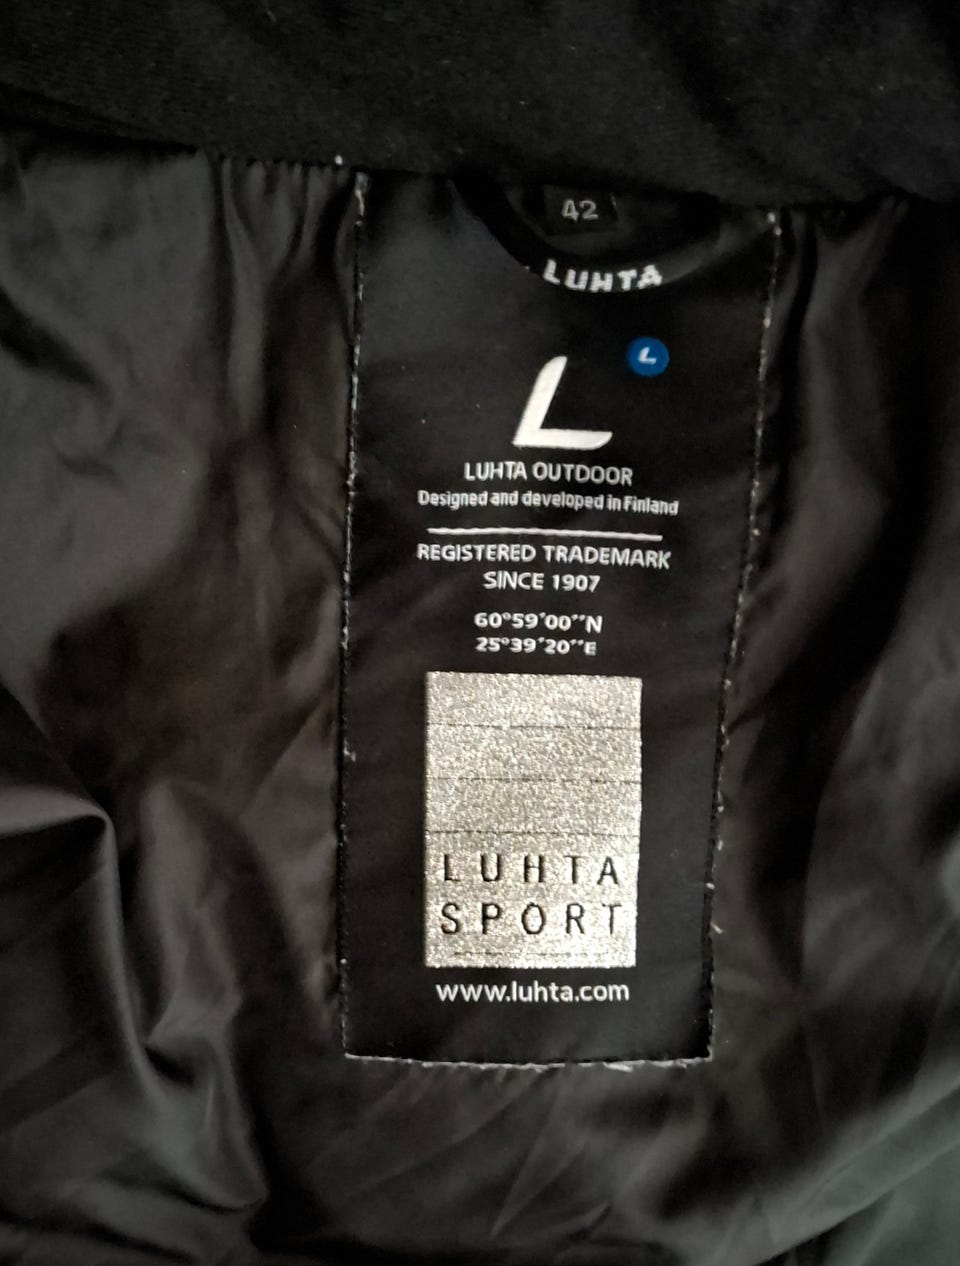 42
LUHTA
L
L
LUHTA OUTDOOR
Designed and developed in Finland
REGISTERED TRADEMARK
SINCE 1907
60°59´00´´N
25°39´20´´E
LUHTA
SPORT
www.luhta.com